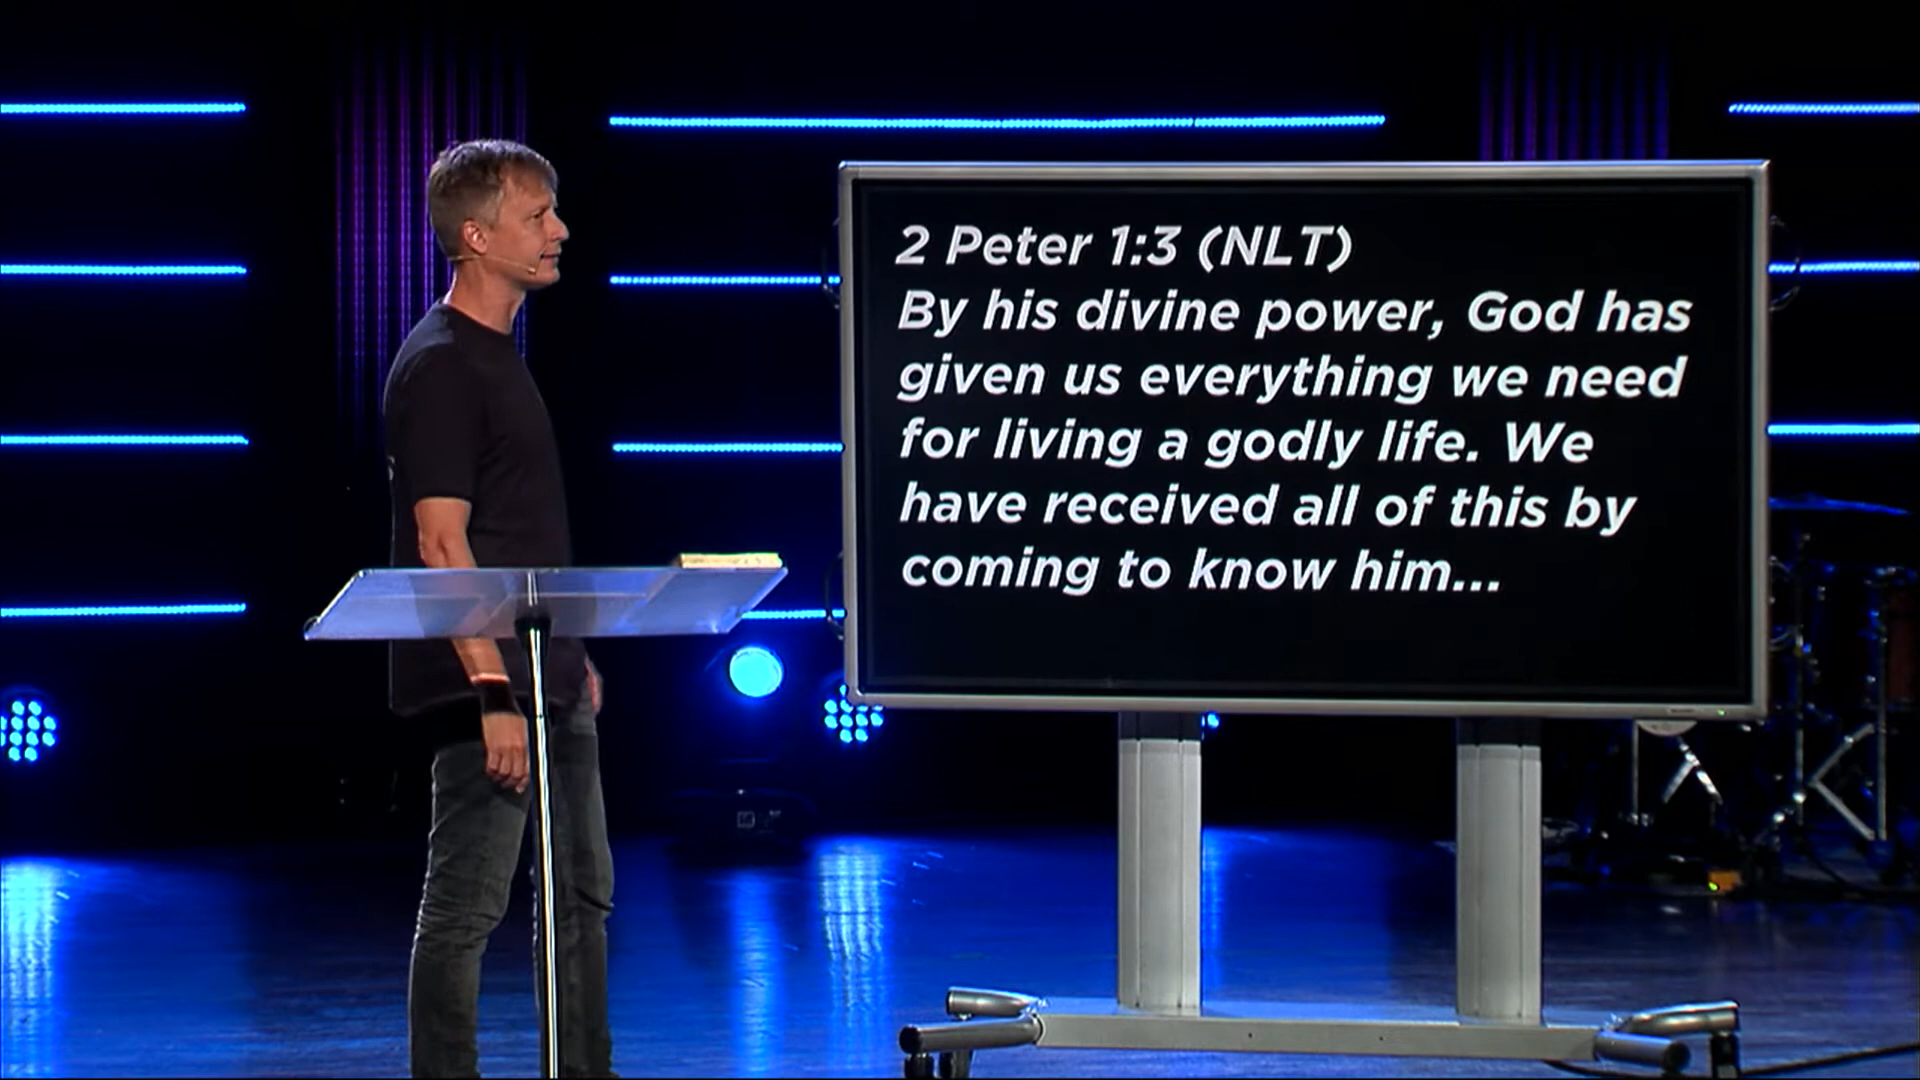 2 Peter 1:3 (NLT)
By his divine power, God has
given us everything we need
for living a godly life. We
have received all of this by
coming to know him...